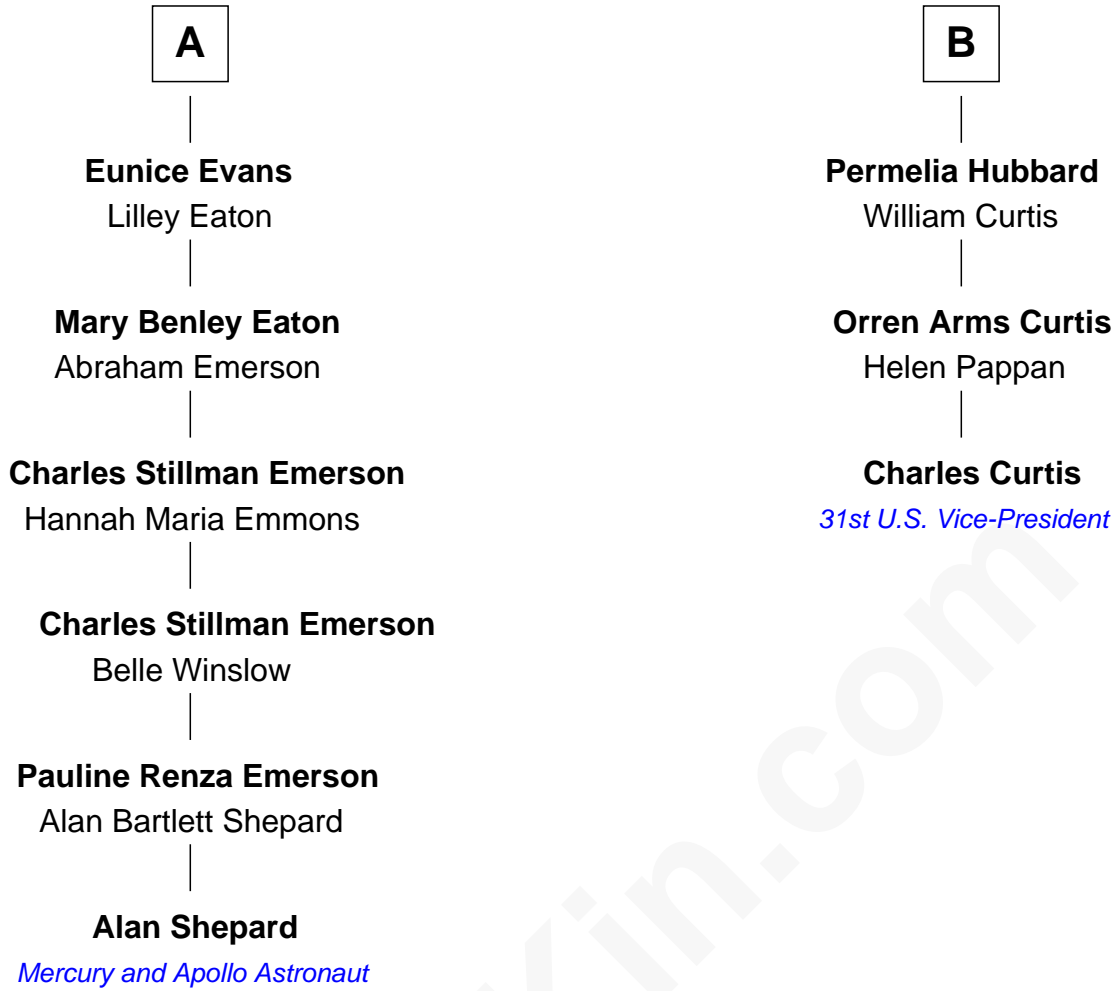 A
Eunice Evans
Lilley Eaton
Mary Benley Eaton
Abraham Emerson
Charles Stillman Emerson
Hannah Maria Emmons
Charles Stillman Emerson
Belle Winslow
Pauline Renza Emerson
Alan Bartlett Shepard
Alan Shepard
Mercury and Apollo Astronaut
B
Permelia Hubbard
William Curtis
Orren Arms Curtis
Helen Pappan
Charles Curtis
31st U.S. Vice-President
Kin.com